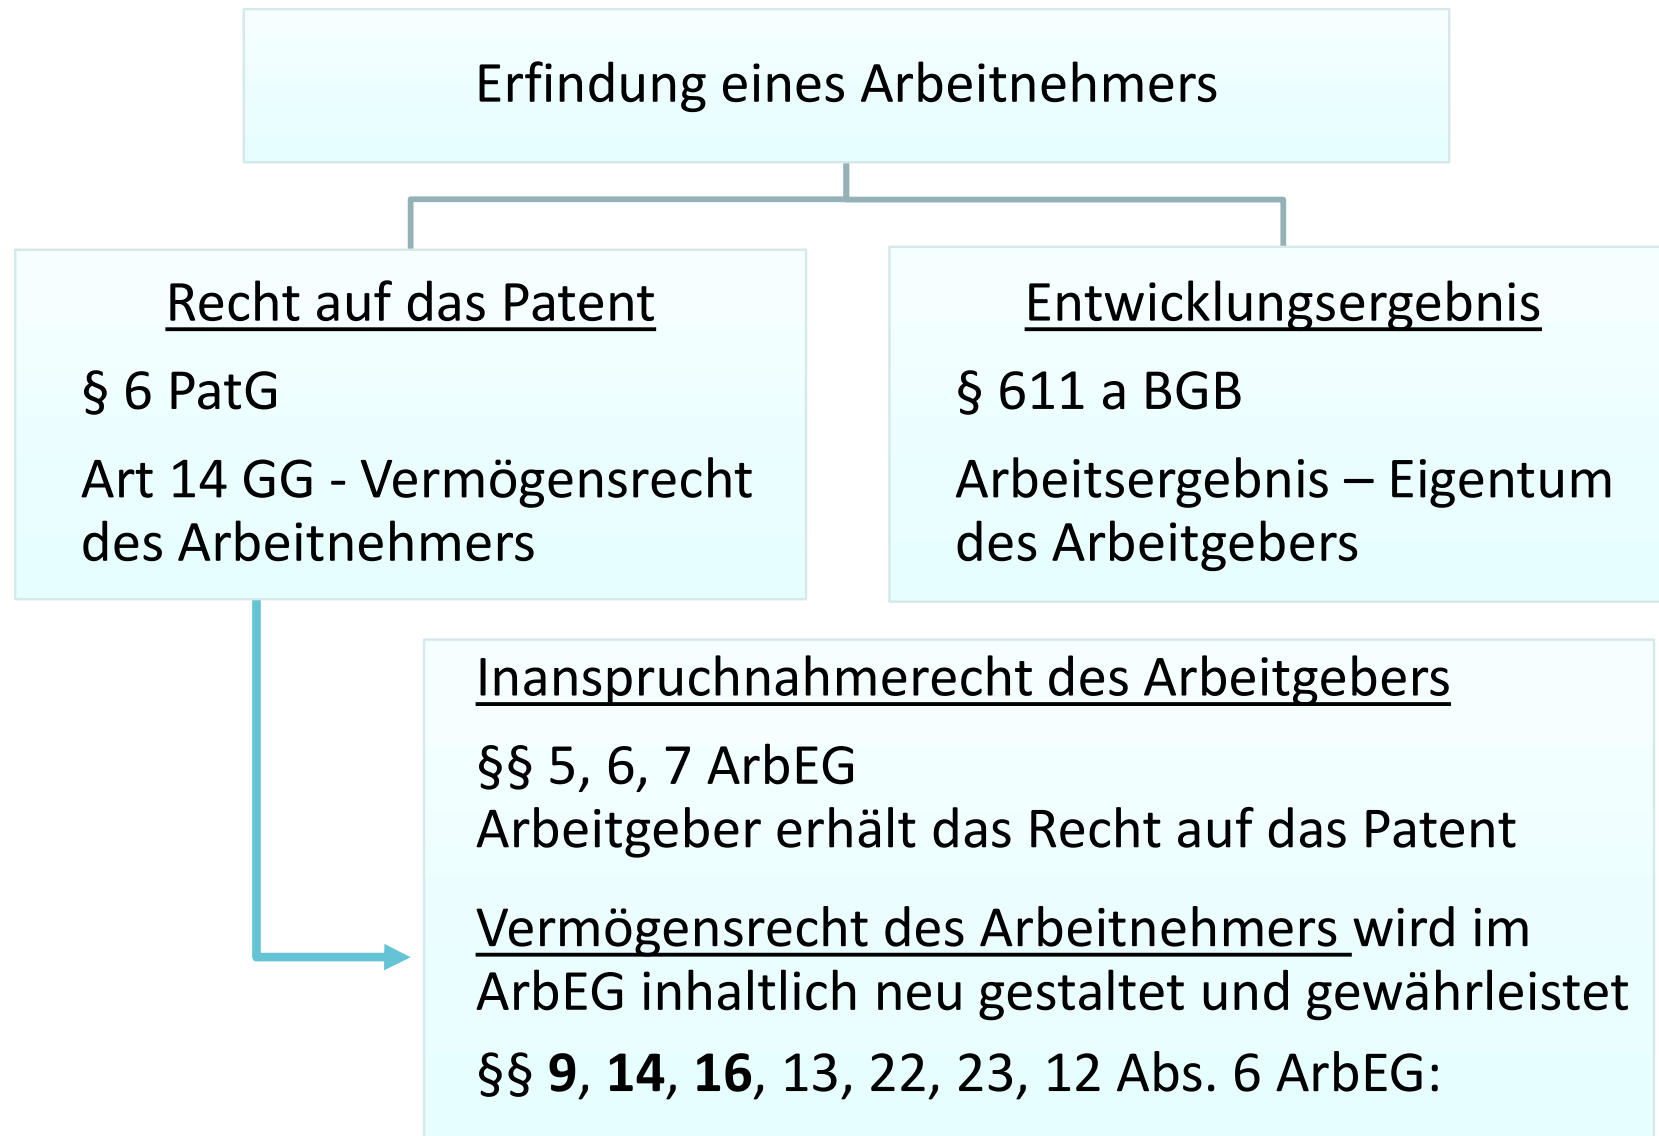 Erfindung eines Arbeitnehmers
Recht auf das Patent
§ 6 PatG
Art 14 GG - Vermögensrecht
des Arbeitnehmers
Entwicklungsergebnis
§ 611 a BGB
Arbeitsergebnis – Eigentum
des Arbeitgebers
Inanspruchnahmerecht des Arbeitgebers
§§ 5, 6, 7 ArbEG
Arbeitgeber erhält das Recht auf das Patent
Vermögensrecht des Arbeitnehmers wird im
ArbEG inhaltlich neu gestaltet und gewährleistet
§§ 9, 14, 16, 13, 22, 23, 12 Abs. 6 ArbEG: